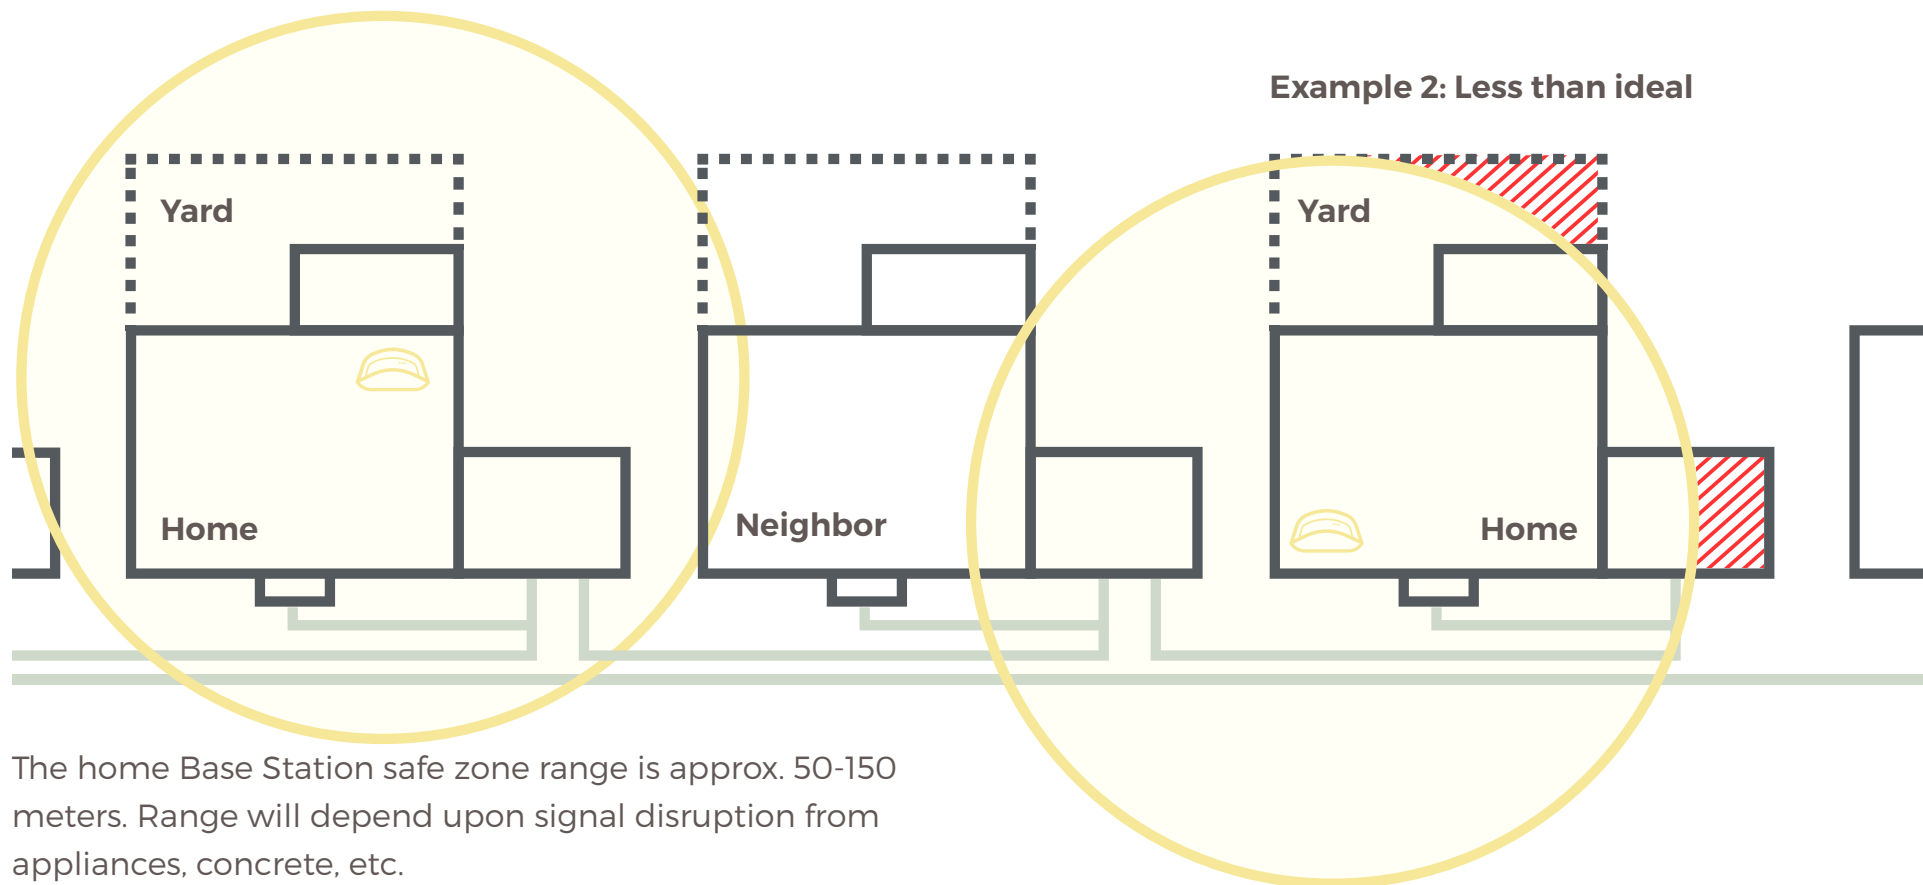 Example 2: Less than ideal
Yard
Yard
Home
Neighbor
Home
The home Base Station safe zone range is approx. 50-150
meters. Range will depend upon signal disruption from
appliances, concrete, etc.